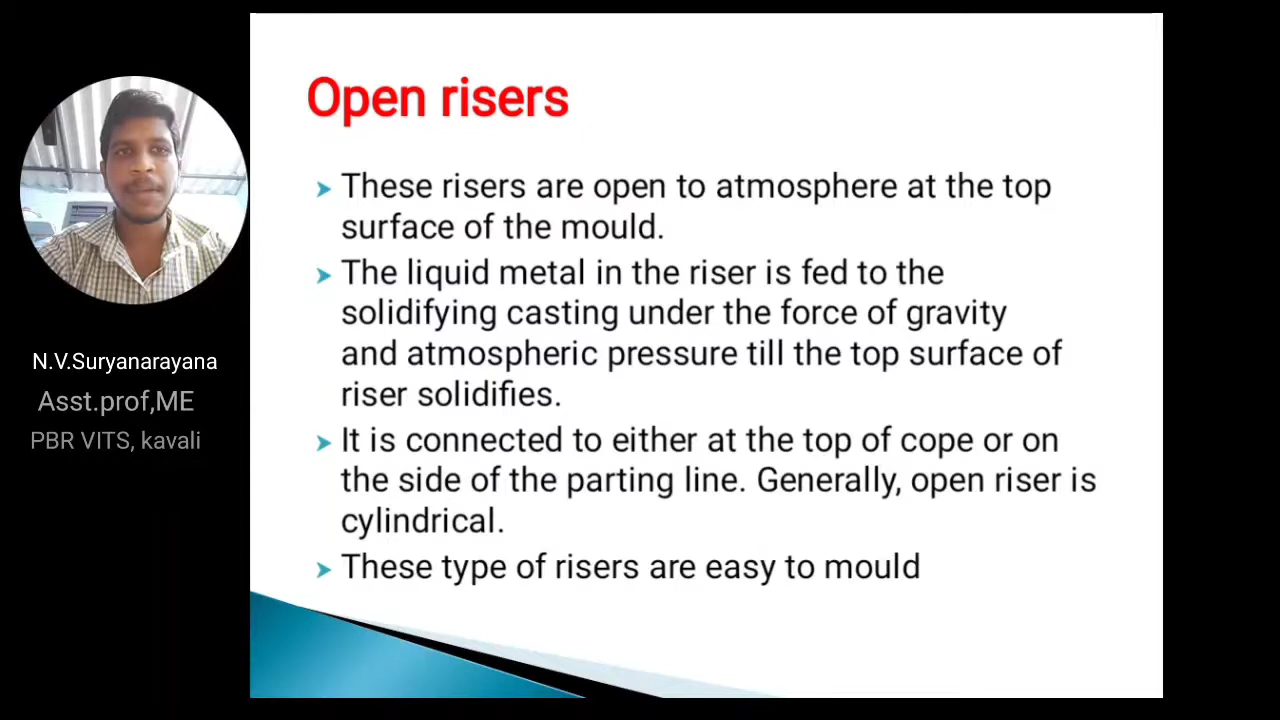 Open risers
These risers are open to atmosphere at the top
surface of the mould.
The liquid metal in the riser is fed to the
solidifying casting under the force of gravity
and atmospheric pressure till the top surface of
riser solidifies.
It is connected to either at the top of cope or on
the side of the parting line. Generally, open riser is
cylindrical.
These type of risers are easy to mould
N.V.Suryanarayana
Asst.prof,ME
PBR VITS, kavali